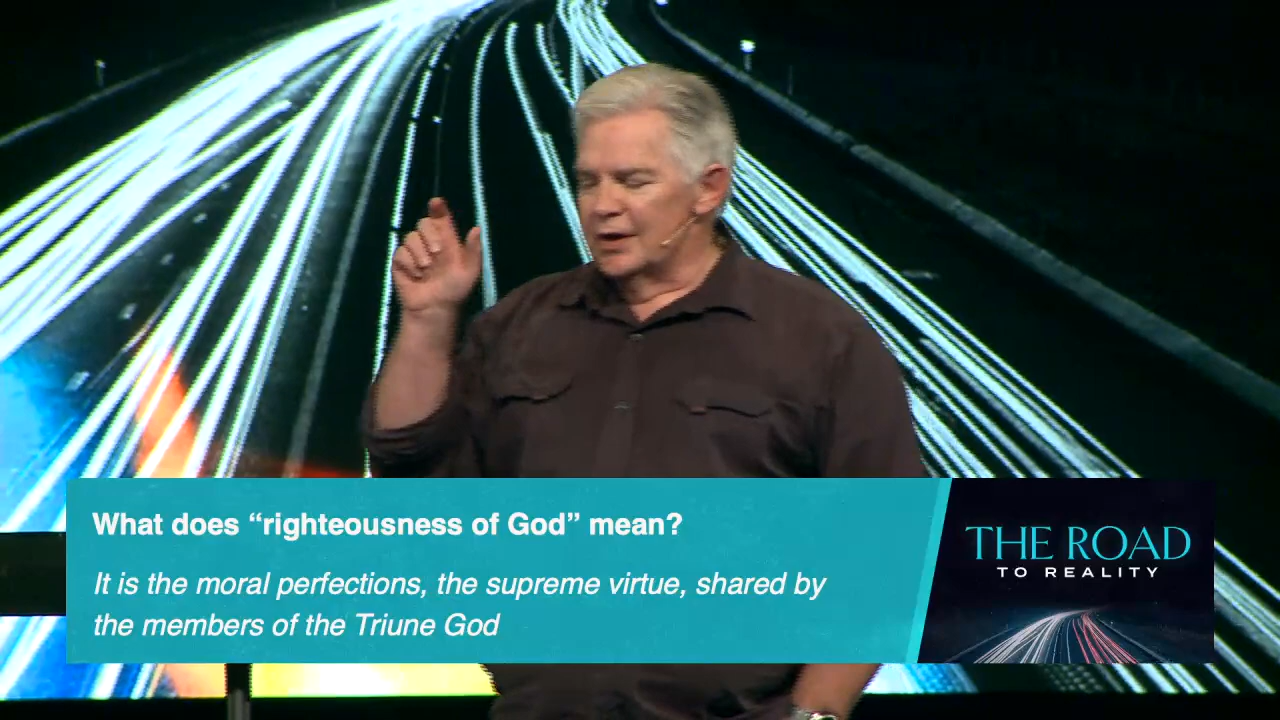 What does “righteousness of God” mean?
It is the moral perfections, the supreme virtue, shared by
the members of the Triune God
THE ROAD
TO REALITY